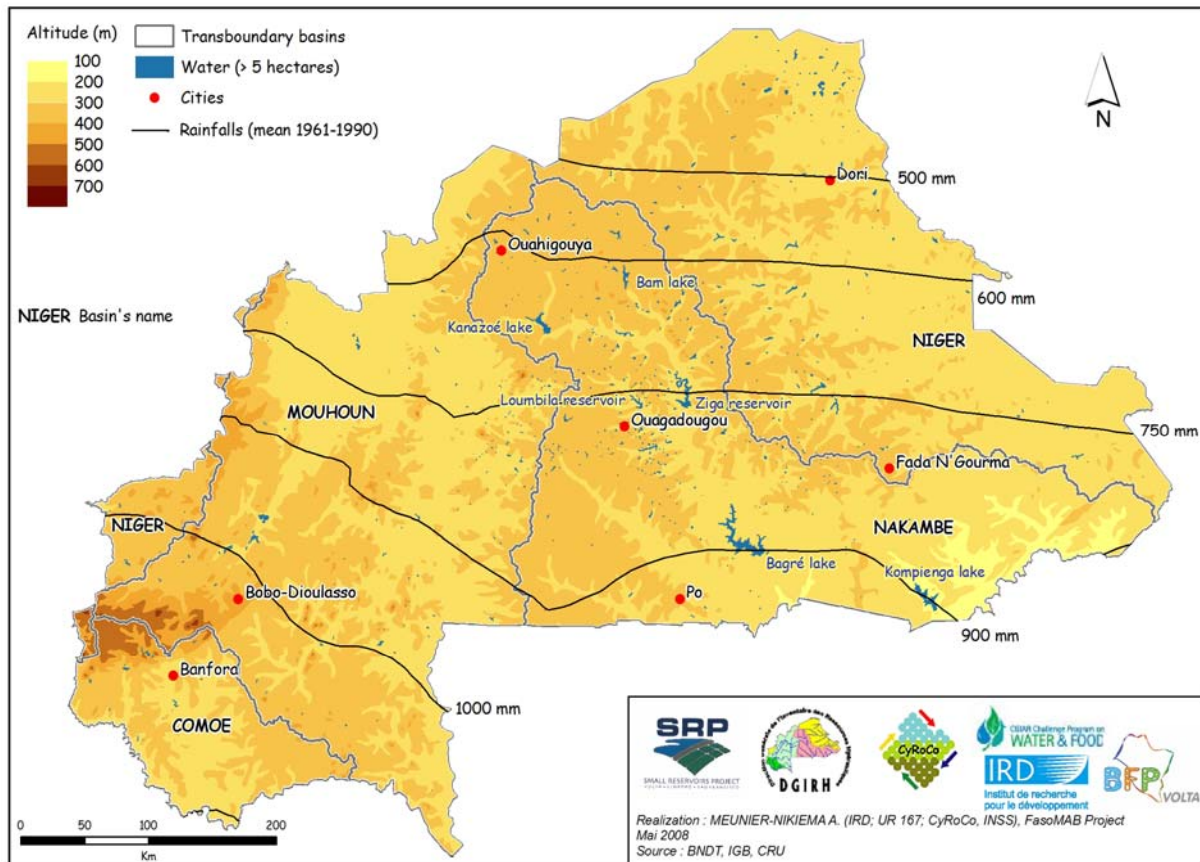 Altitude (m)
100
200
300
400
500
600
700
Transboundary basins
Water (> 5 hectares)
Cities
Rainfalls (mean 1961-1990)
N
NIGER Basin's name
Dori
500 mm
Ouahigouya
Bam lake
600 mm
Kanazoé lake
NIGER
MOUHOUN
Loumbila reservoir
Ziga reservoir
Ouagadougou
750 mm
Fada N'Gourma
NIGER
NAKAMBE
Bagré lake
Kompienga lake
Bobo-Dioulasso
Po
900 mm
Banfora
1000 mm
COMOE
0 50 100 200
Km
SRP
SMALL RESERVOIRS PROJECT
DGIRH
CyRoCo
CGIAR Challenge Program on
WATER & FOOD
IRD
Institut de recherche
pour le développement
BFP
VOLTA
Realization : MEUNIER-NIKIEMA A. (IRD; UR 167; CyRoCo, INSS), FasoMAB Project
Mai 2008
Source : BNDT, IGB, CRU